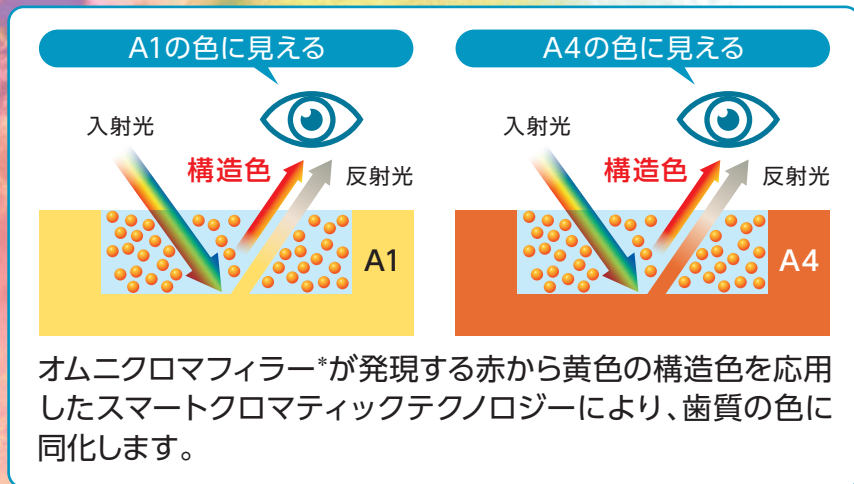 A1の色に見える
入射光
構造色
反射光
A1
A4の色に見える
入射光
構造色
反射光
A4
オムニクロマフィラー*が発現する赤から黄色の構造色を応用
したスマートクロマティックテクノロジーにより、歯質の色に
同化します。